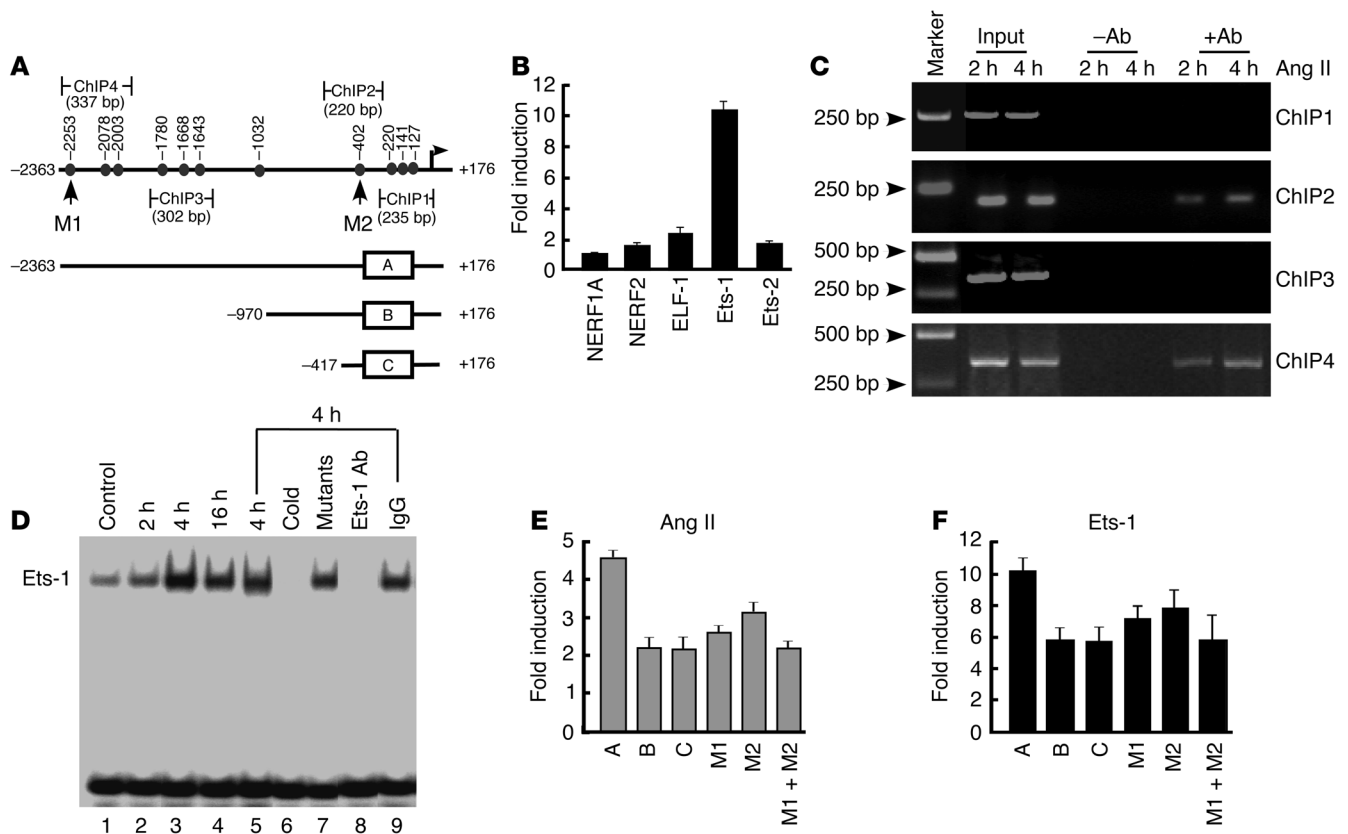 A
ChIP4
(337 bp)
ChIP2
(220 bp)
–2253
–2078
–2003
–1780
–1668
–1643
–1032
–402
–220
–141
–127
–2363
+176
M1
ChIP3
(302 bp)
M2
ChIP1
(235 bp)
–2363
A
+176
–970
B
+176
–417
C
+176
B
Fold induction
12
10
8
6
4
2
0
NERF1A
NERF2
ELF-1
Ets-1
Ets-2
C
Marker
Input
–Ab
+Ab
2 h 4 h
2 h 4 h
2 h 4 h
Ang II
250 bp
ChIP1
250 bp
ChIP2
500 bp
250 bp
ChIP3
500 bp
250 bp
ChIP4
D
4 h
Control
2 h
4 h
16 h
4 h
Cold
Mutants
Ets-1 Ab
IgG
Ets-1
1 2 3 4 5 6 7 8 9
E
Ang II
Fold induction
5
4
3
2
1
0
A
B
C
M1
M2
M1 + M2
F
Ets-1
Fold induction
12
10
8
6
4
2
0
A
B
C
M1
M2
M1 + M2